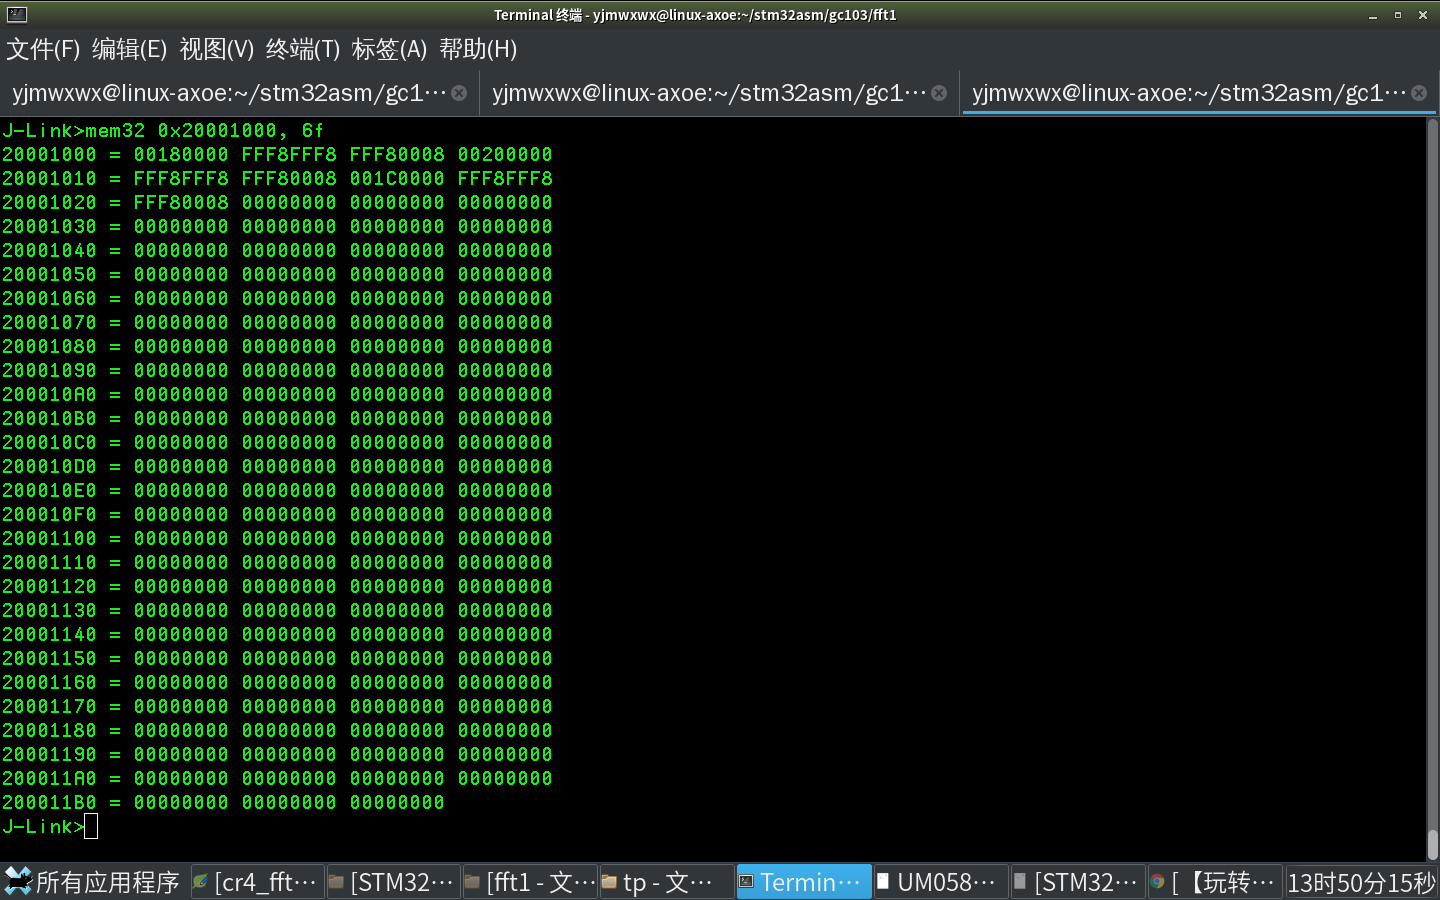 Terminal 终端 - yjmwxwx@linux-axoe:~/stm32asm/gc103/fft1
文件(F) 编辑(E) 视图(V) 终端(T) 标签(A) 帮助(H)
yjmwxwx@linux-axoe:~/stm32asm/gc1··· yjmwxwx@linux-axoe:~/stm32asm/gc1··· yjmwxwx@linux-axoe:~/stm32asm/gc1···
J-Link>mem32 0x20001000, 6f
20001000 = 00180000 FFF8FFF8 FFF80008 00200000
20001010 = FFF8FFF8 FFF80008 001C0000 FFF8FFF8
20001020 = FFF80008 00000000 00000000 00000000
20001030 = 00000000 00000000 00000000 00000000
20001040 = 00000000 00000000 00000000 00000000
20001050 = 00000000 00000000 00000000 00000000
20001060 = 00000000 00000000 00000000 00000000
20001070 = 00000000 00000000 00000000 00000000
20001080 = 00000000 00000000 00000000 00000000
20001090 = 00000000 00000000 00000000 00000000
200010A0 = 00000000 00000000 00000000 00000000
200010B0 = 00000000 00000000 00000000 00000000
200010C0 = 00000000 00000000 00000000 00000000
200010D0 = 00000000 00000000 00000000 00000000
200010E0 = 00000000 00000000 00000000 00000000
200010F0 = 00000000 00000000 00000000 00000000
20001100 = 00000000 00000000 00000000 00000000
20001110 = 00000000 00000000 00000000 00000000
20001120 = 00000000 00000000 00000000 00000000
20001130 = 00000000 00000000 00000000 00000000
20001140 = 00000000 00000000 00000000 00000000
20001150 = 00000000 00000000 00000000 00000000
20001160 = 00000000 00000000 00000000 00000000
20001170 = 00000000 00000000 00000000 00000000
20001180 = 00000000 00000000 00000000 00000000
20001190 = 00000000 00000000 00000000 00000000
200011A0 = 00000000 00000000 00000000 00000000
200011B0 = 00000000 00000000 00000000
J-Link>
所有应用程序 [cr4_fft··· [STM32··· [fft1 - 文··· tp - 文··· Termin··· UM058··· [STM32··· [【玩转··· 13时50分15秒